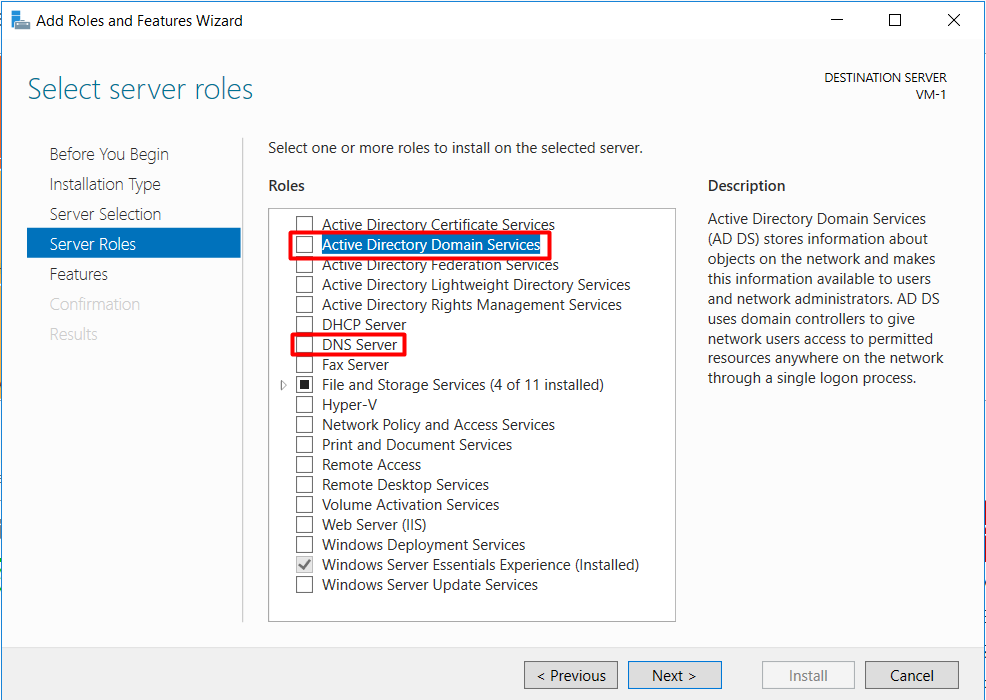 Add Roles and Features Wizard
Select server roles
DESTINATION SERVER
VM-1
Before You Begin
Installation Type
Server Selection
Server Roles
Features
Confirmation
Results
Select one or more roles to install on the selected server.
Roles
Active Directory Certificate Services
Active Directory Domain Services
Active Directory Federation Services
Active Directory Lightweight Directory Services
Active Directory Rights Management Services
DHCP Server
DNS Server
Fax Server
File and Storage Services (4 of 11 installed)
Hyper-V
Network Policy and Access Services
Print and Document Services
Remote Access
Remote Desktop Services
Volume Activation Services
Web Server (IIS)
Windows Deployment Services
Windows Server Essentials Experience (Installed)
Windows Server Update Services
Description
Active Directory Domain Services
(AD DS) stores information about
objects on the network and makes
this information available to users
and network administrators. AD DS
uses domain controllers to give
network users access to permitted
resources anywhere on the network
through a single logon process.
< Previous
Next >
Install
Cancel